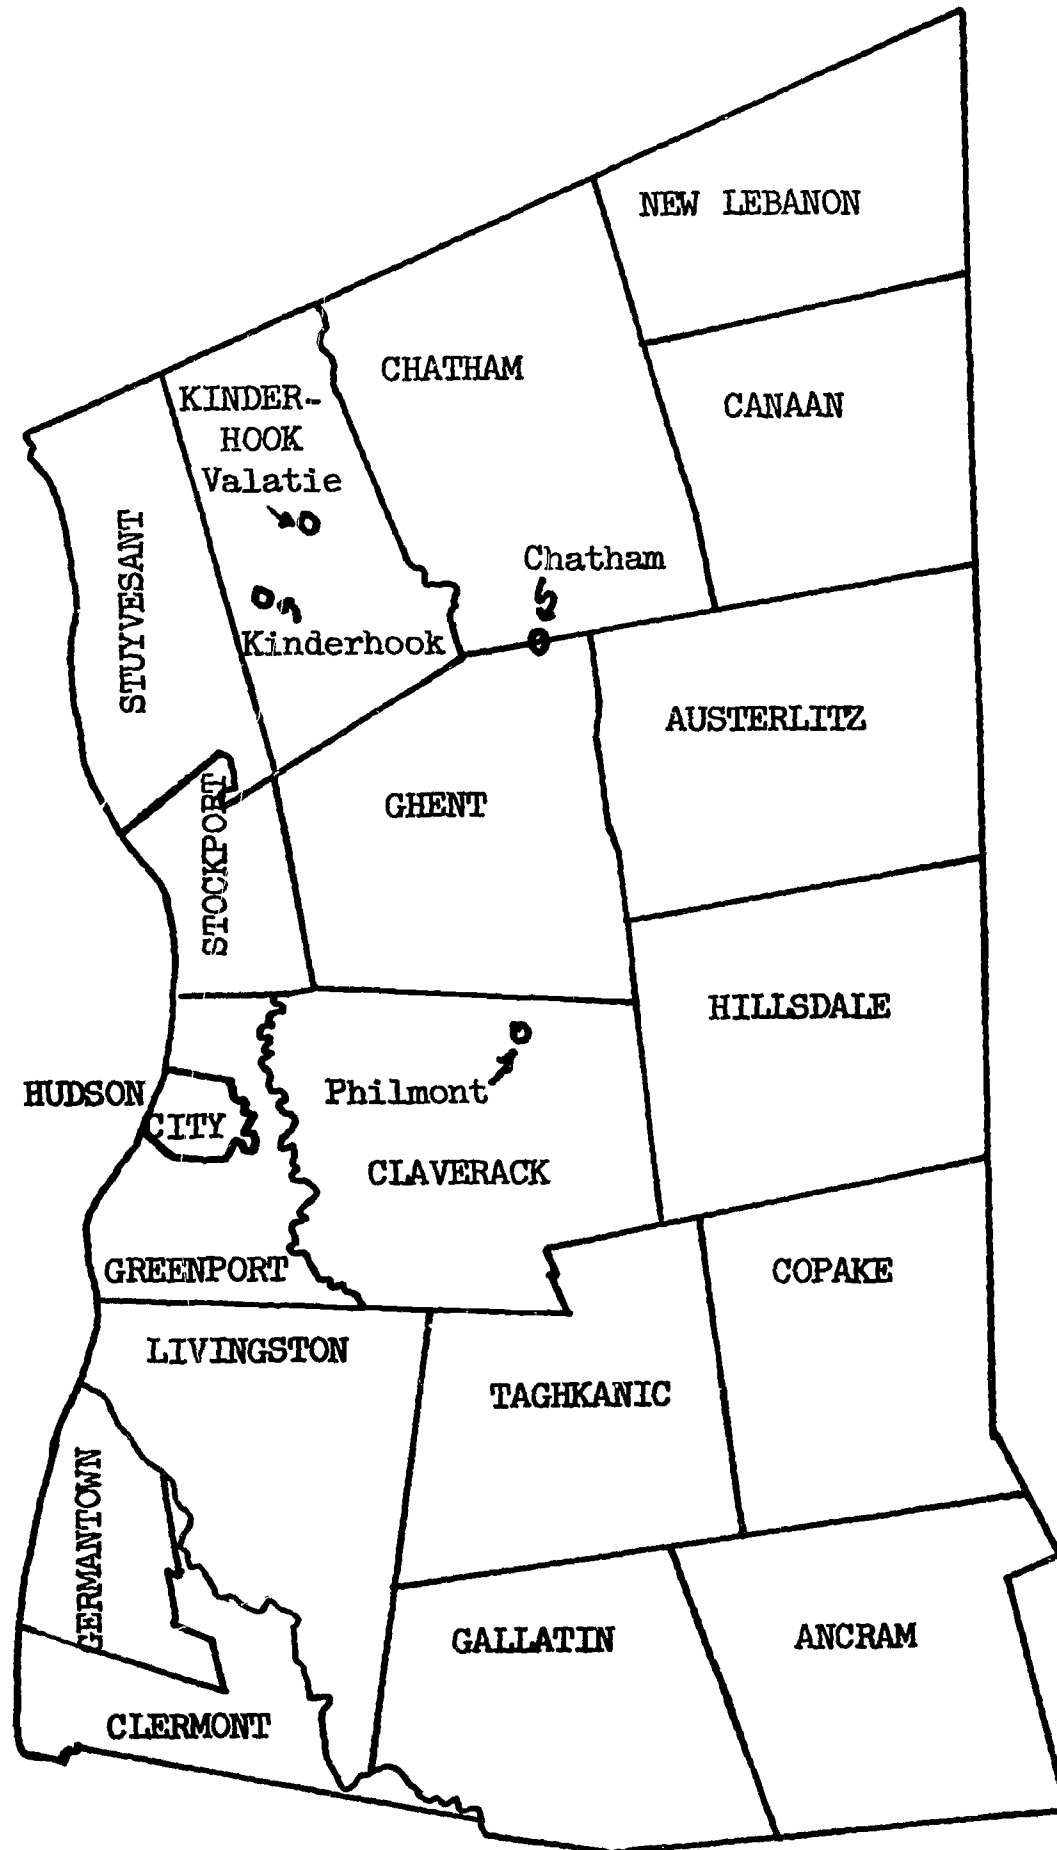 NEW LEBANON
CHATHAM
KINDER-
HOOK
CANAAN
Valatie
STUYVESANT
Chatham
Kinderhook
AUSTERLITZ
GHENT
STOCKPORT
HILLSDALE
HUDSON
CITY
Philmont
CLAVERACK
GREENPORT
COPAKE
LIVINGSTON
TAGHKANIC
GERMANTOWN
GALLATIN
ANCRAM
CLERMONT